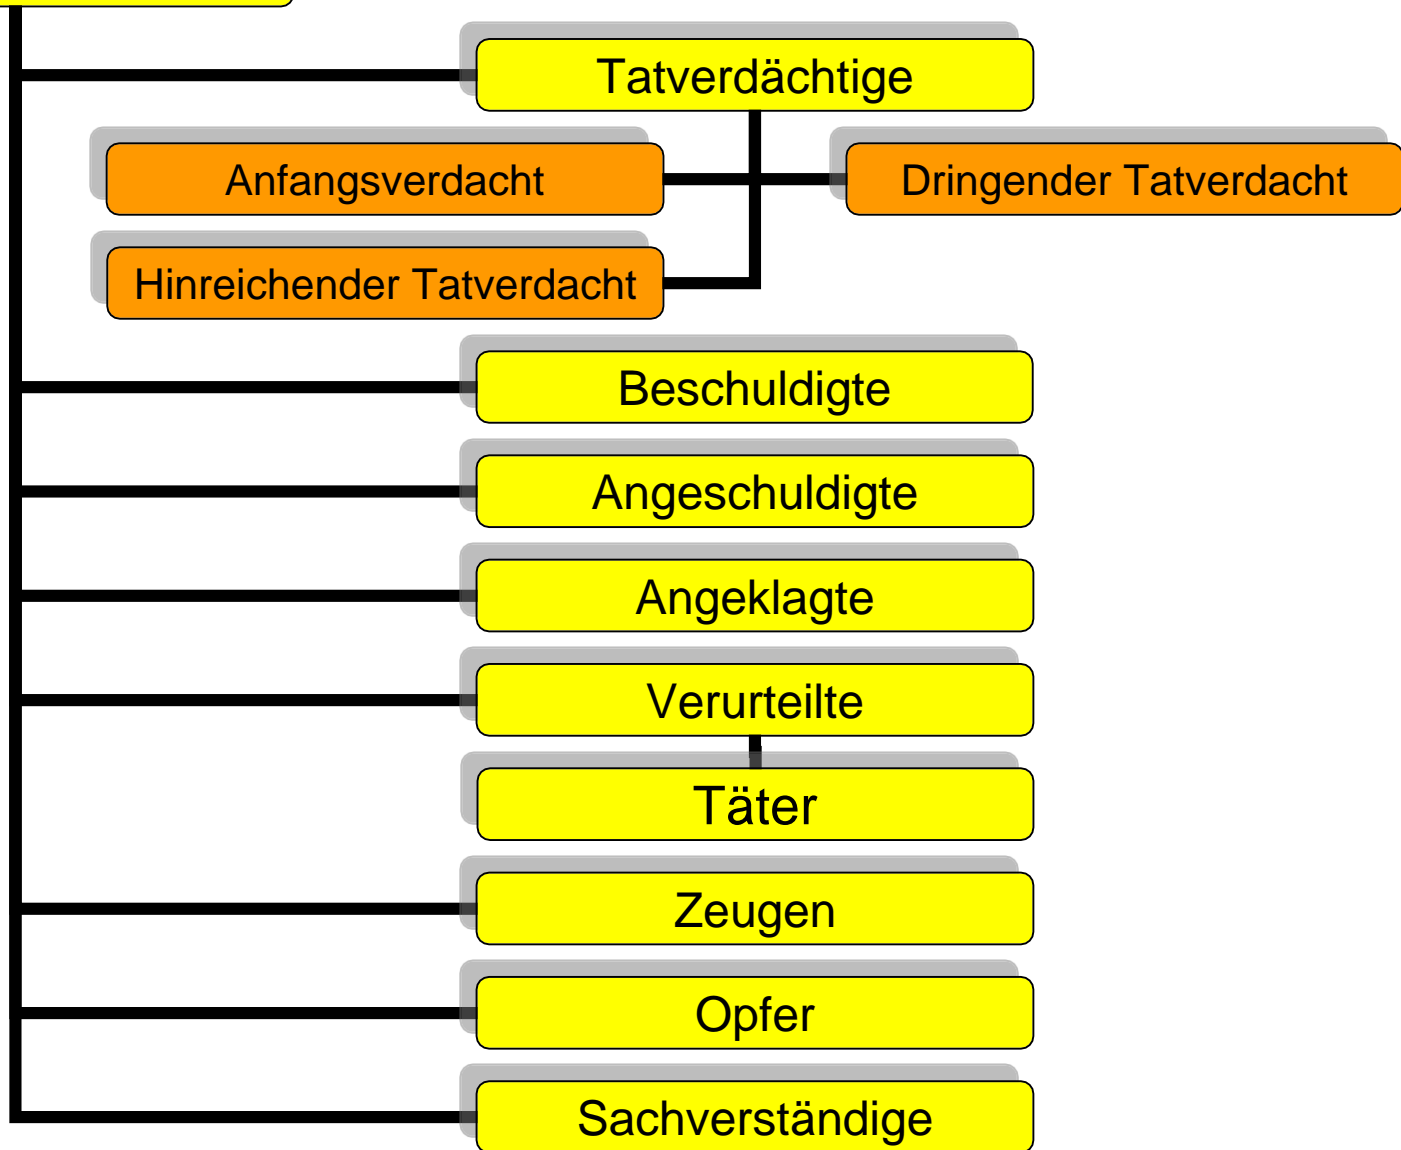 Tatverdächtige
Anfangsverdacht
Dringender Tatverdacht
Hinreichender Tatverdacht
Beschuldigte
Angeschuldigte
Angeklagte
Verurteilte
Täter
Zeugen
Opfer
Sachverständige